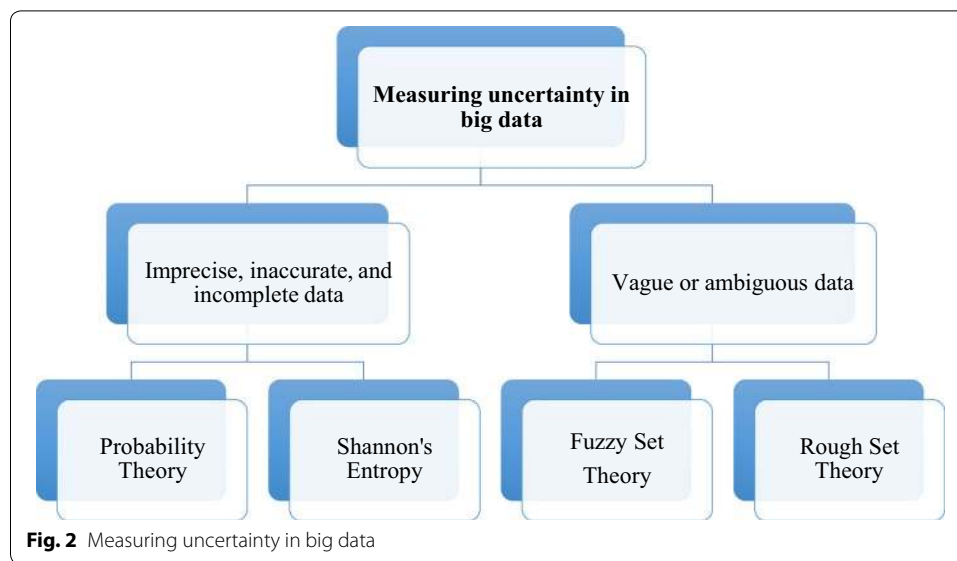 Measuring uncertainty in
big data
Imprecise, inaccurate, and
incomplete data
Vague or ambiguous data
Probability
Theory
Shannon's
Entropy
Fuzzy Set
Theory
Rough Set
Theory
Fig. 2 Measuring uncertainty in big data